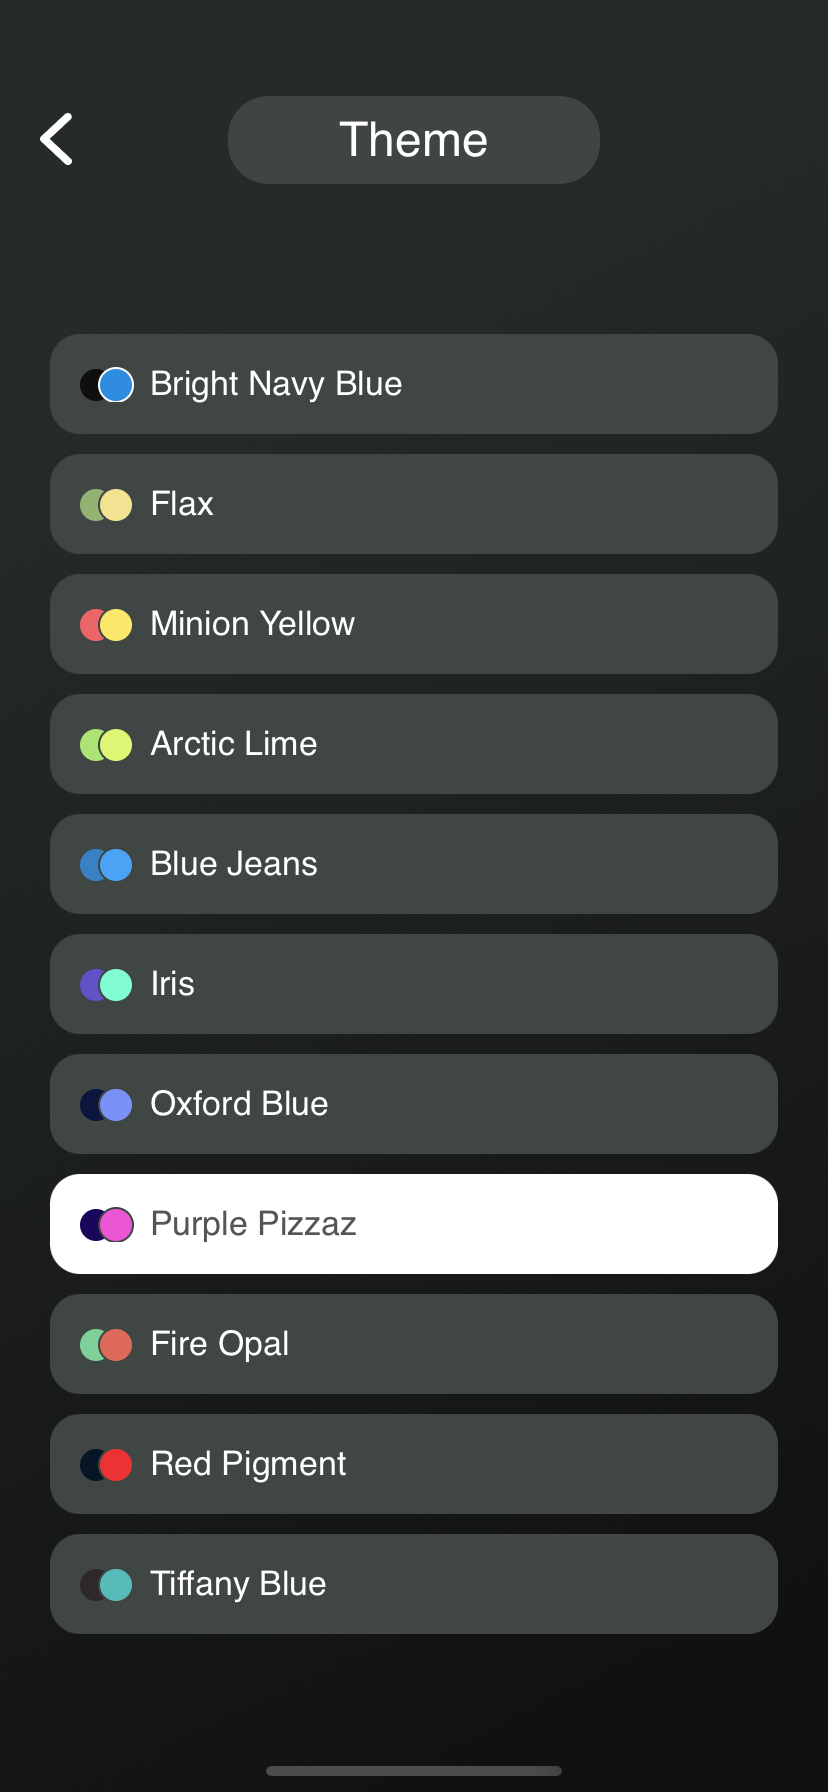 Theme
Bright Navy Blue
Flax
Minion Yellow
Arctic Lime
Blue Jeans
Iris
Oxford Blue
Purple Pizzaz
Fire Opal
Red Pigment
Tiffany Blue